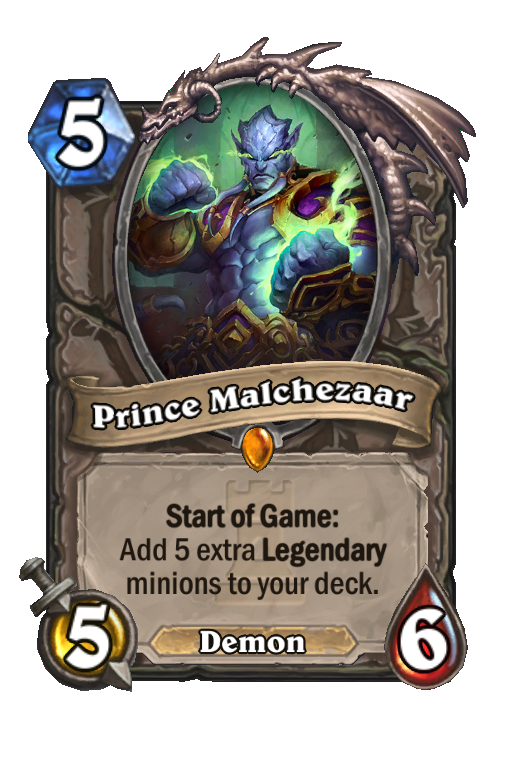 5
Prince Malchezaar
Start of Game:
Add 5 extra Legendary
minions to your deck.
5
Demon
6